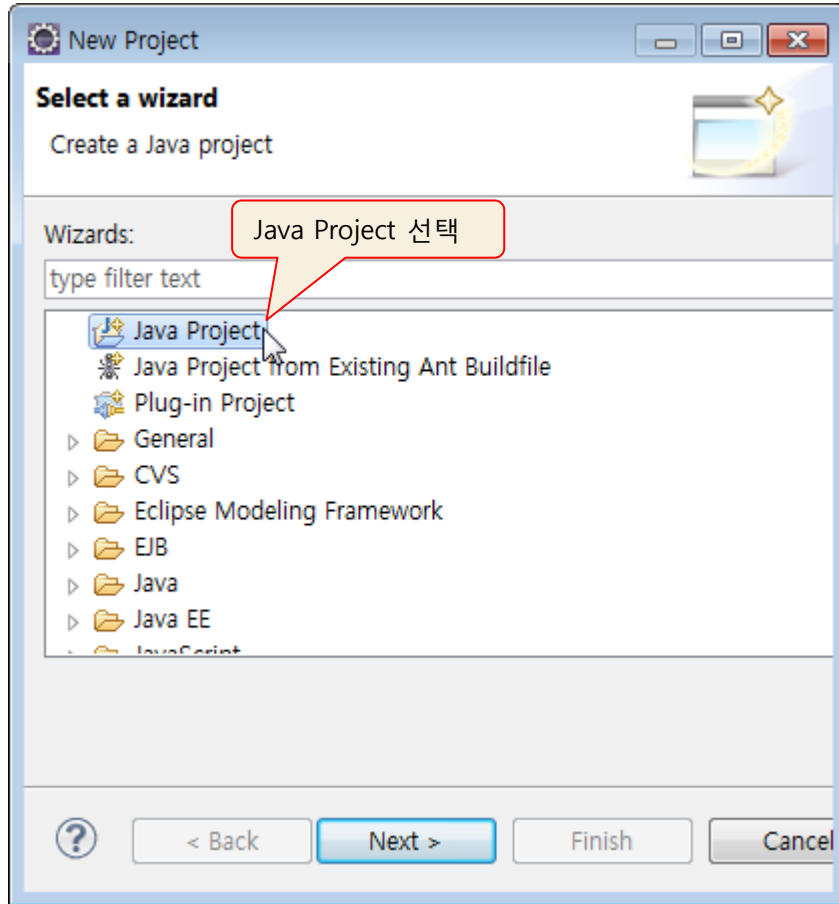 New Project
Select a wizard
Create a Java project
Java Project 선택
Wizards:
type filter text
Java Project
Java Project from Existing Ant Buildfile
Plug-in Project
General
CVS
Eclipse Modeling Framework
EJB
Java
Java EE
JavaScript
< Back Next > Finish Cancel